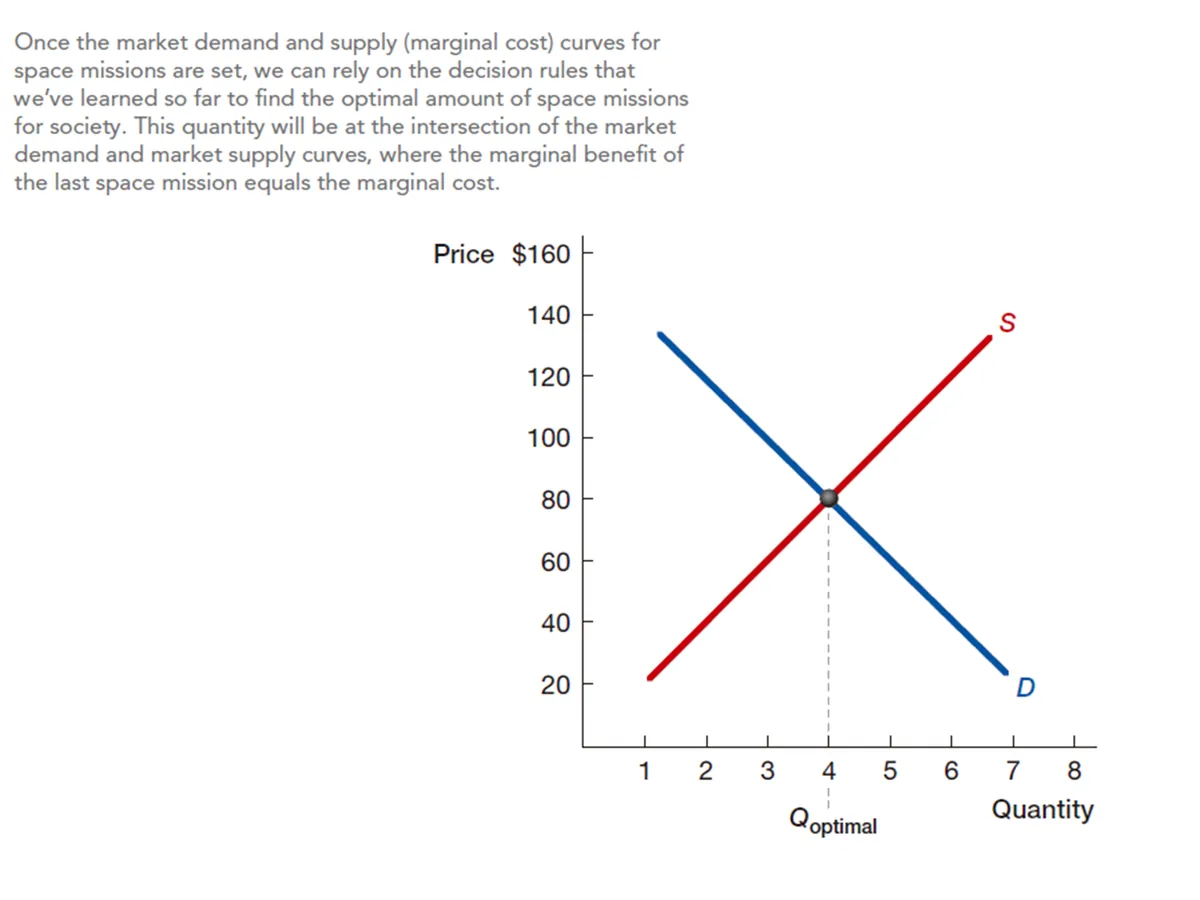 Once the market demand and supply (marginal cost) curves for
space missions are set, we can rely on the decision rules that
we've learned so far to find the optimal amount of space missions
for society. This quantity will be at the intersection of the market
demand and market supply curves, where the marginal benefit of
the last space mission equals the marginal cost.
Price $160
140
S
120
100
80
60
40
20
D
1 2 3 4 5 6 7 8
Quantity
Qoptimal